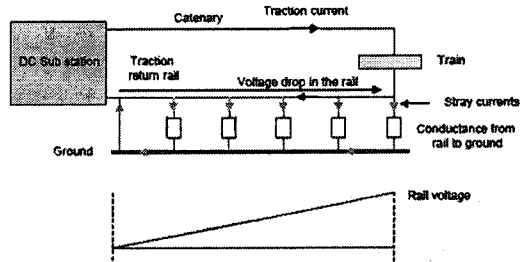 Traction current
Catenary
DC Sub station
Traction
return rail
Train
Voltage drop in the rail
Stray currents
Conductance from
rail to ground
Ground
Rail voltage